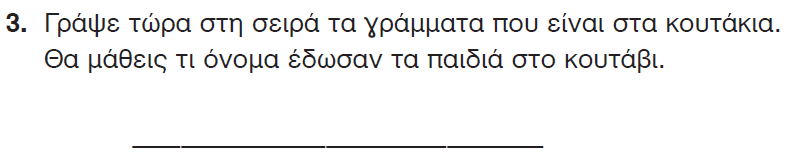 3. Γράψε τώρα στη σειρά τα γράμματα που είναι στα κουτάκια.
Θα μάθεις τι όνομα έδωσαν τα παιδιά στο κουτάβι.